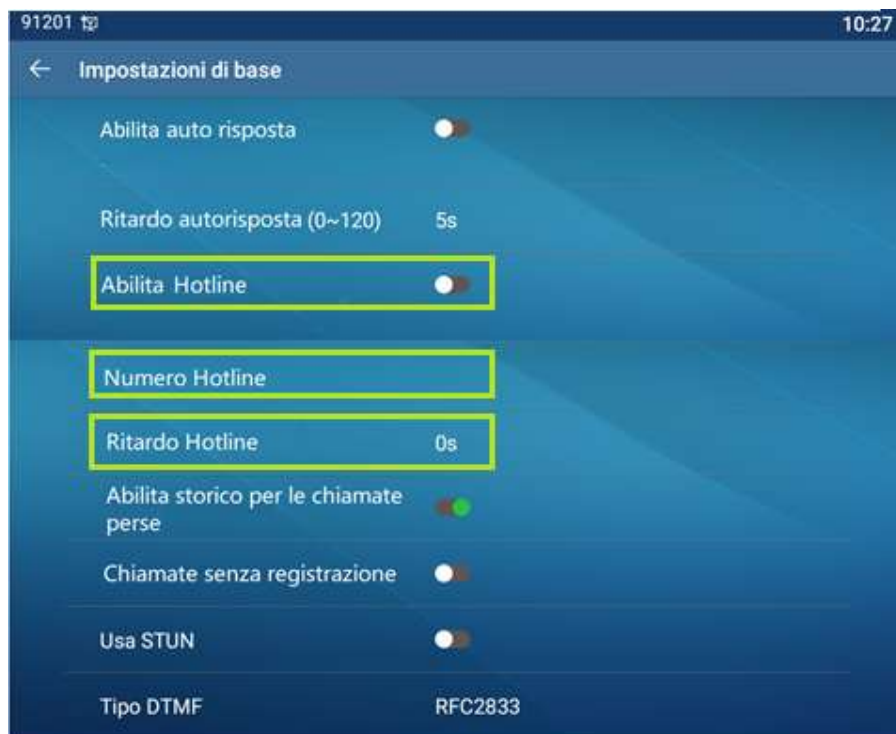 91201 10:27
Impostazioni di base
Abilita auto risposta
Ritardo autorisposta (0~120) 5s
Abilita Hotline
Numero Hotline
Ritardo Hotline 0s
Abilita storico per le chiamate
perse
Chiamate senza registrazione
Usa STUN
Tipo DTMF RFC2833